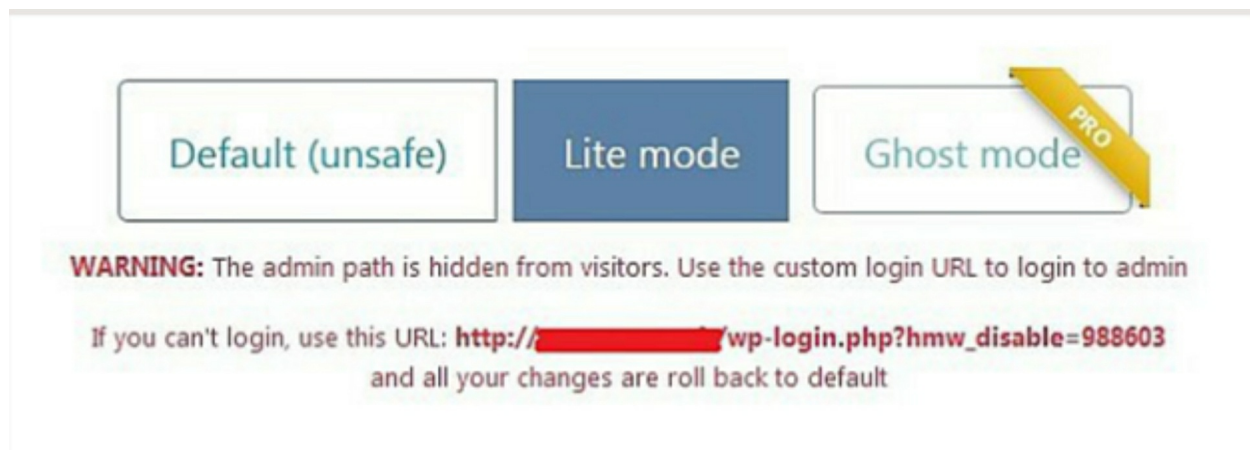 Default (unsafe) Lite mode Ghost mode PRO
WARNING: The admin path is hidden from visitors. Use the custom login URL to login to admin
If you can't login, use this URL: http:// /wp-login.php?hmw_disable=988603
and all your changes are roll back to default